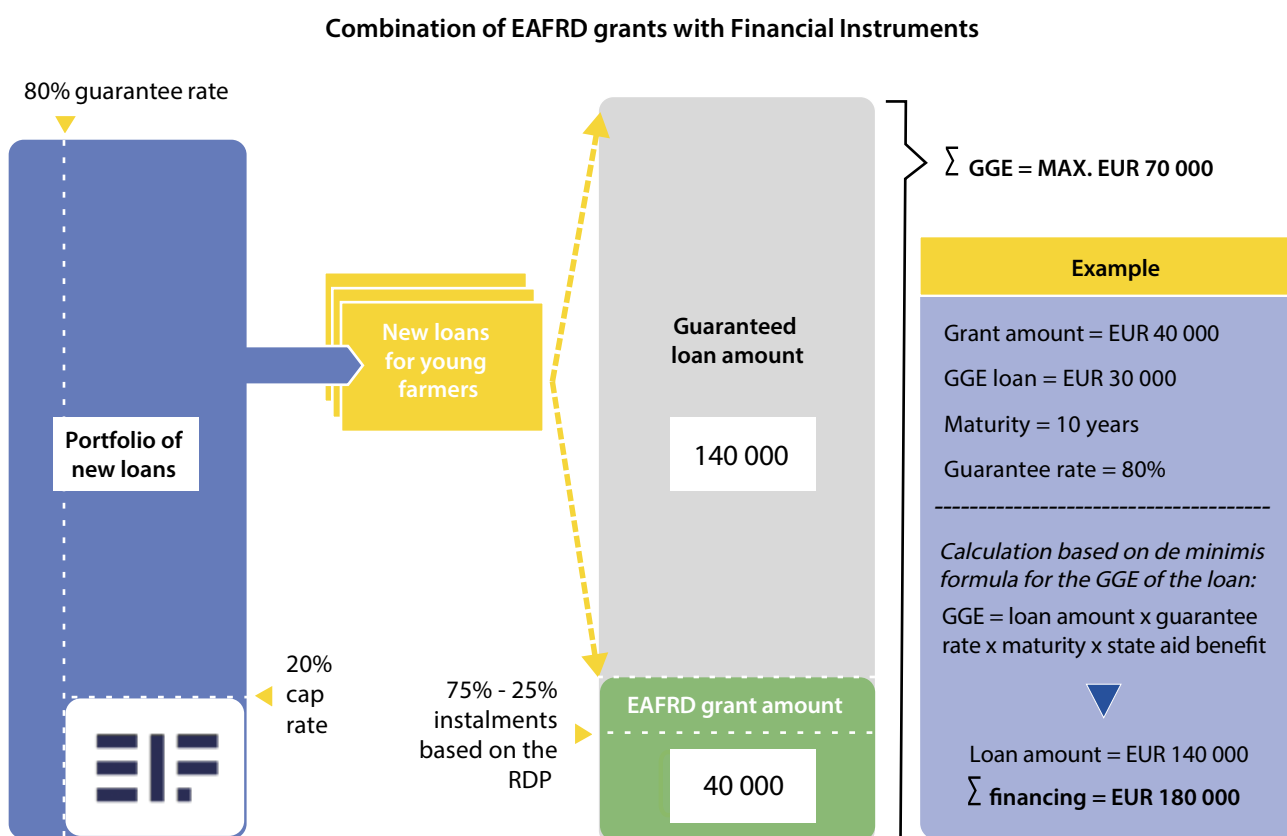 Combination of EAFRD grants with Financial Instruments
80% guarantee rate
Portfolio of
new loans
20%
cap
rate
EIF
New loans
for young
farmers
Guaranteed
loan amount
140 000
75% - 25%
instalments
based on the
RDP
EAFRD grant amount
40 000
∑ GGE = MAX. EUR 70 000
Example
Grant amount = EUR 40 000
GGE loan = EUR 30 000
Maturity = 10 years
Guarantee rate = 80%
Calculation based on de minimis
formula for the GGE of the loan:
GGE = loan amount x guarantee
rate x maturity x state aid benefit
Loan amount = EUR 140 000
∑ financing = EUR 180 000